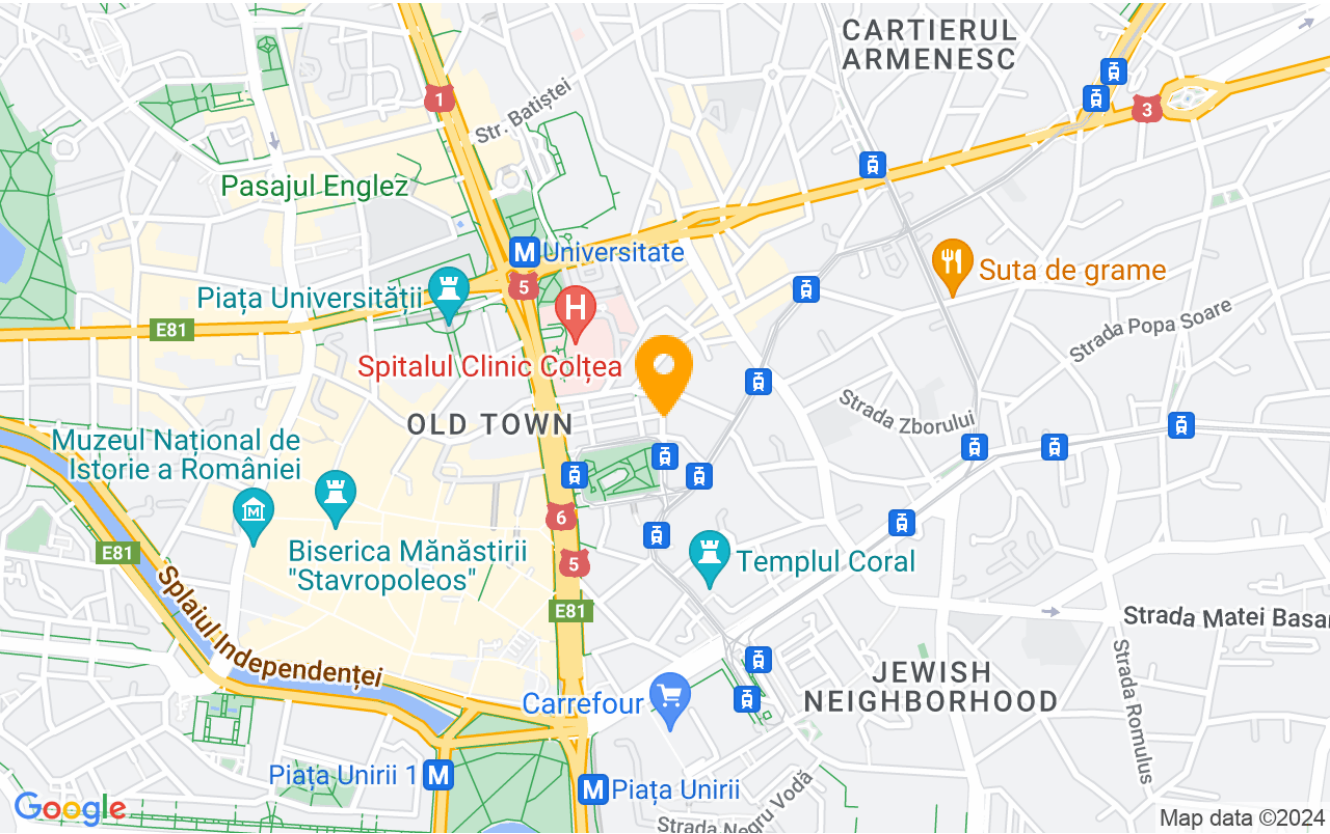 CARTIERUL
ARMENESC
1
Str. Batiștei
3
Pasajul Englez
M Universitate
Suta de grame
Piața Universității
5
H
E81
Strada Popa Soare
Spitalul Clinic Colțea
Strada Zborului
OLD TOWN
Muzeul Național de
Istorie a României
M
6
E81
Biserica Mănăstirii
"Stavropoleos"
5
Templul Coral
Splaiul Independenței
E81
Strada Matei Basar
JEWISH
NEIGHBORHOOD
Strada Romulus
Carrefour
Piața Unirii 1 M
M Piața Unirii
Strada Negru Vodă
Google
Map data ©2024